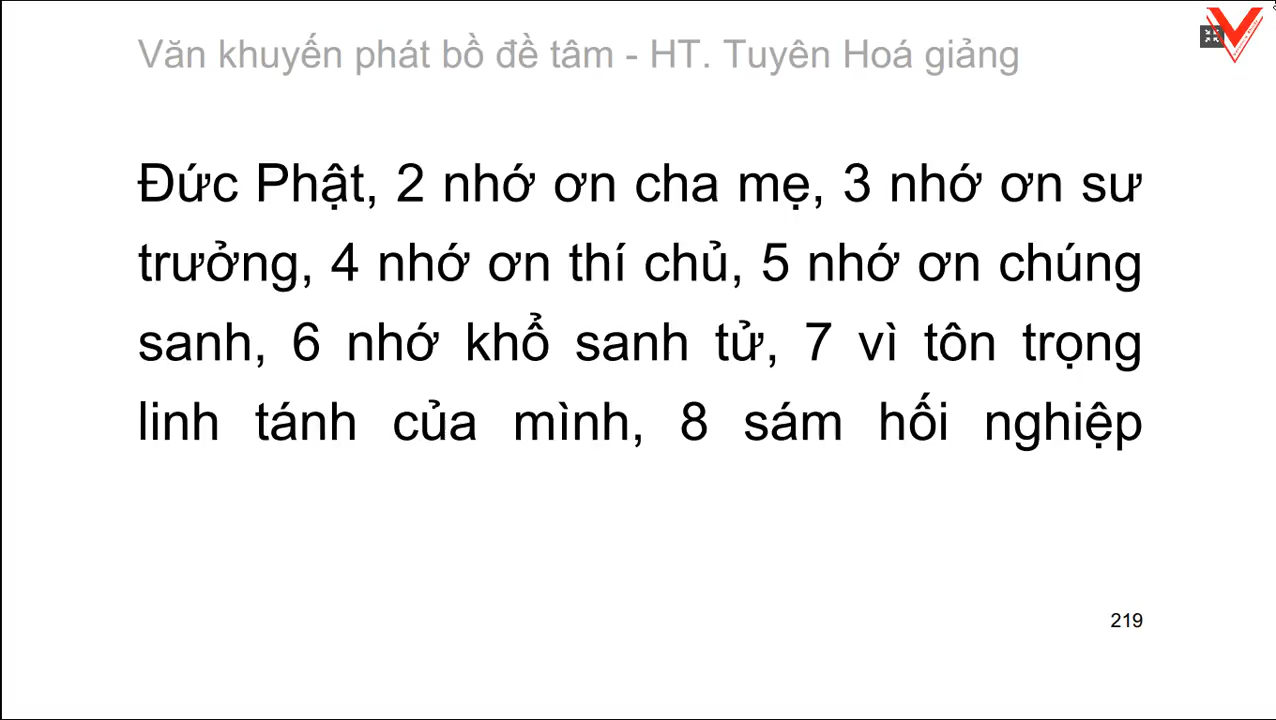 Văn khuyến phát bồ đề tâm - HT. Tuyên Hoá giảng
Đức Phật, 2 nhớ ơn cha mẹ, 3 nhớ ơn sư
trưởng, 4 nhớ ơn thí chủ, 5 nhớ ơn chúng
sanh, 6 nhớ khổ sanh tử, 7 vì tôn trọng
linh tánh của mình, 8 sám hối nghiệp
219